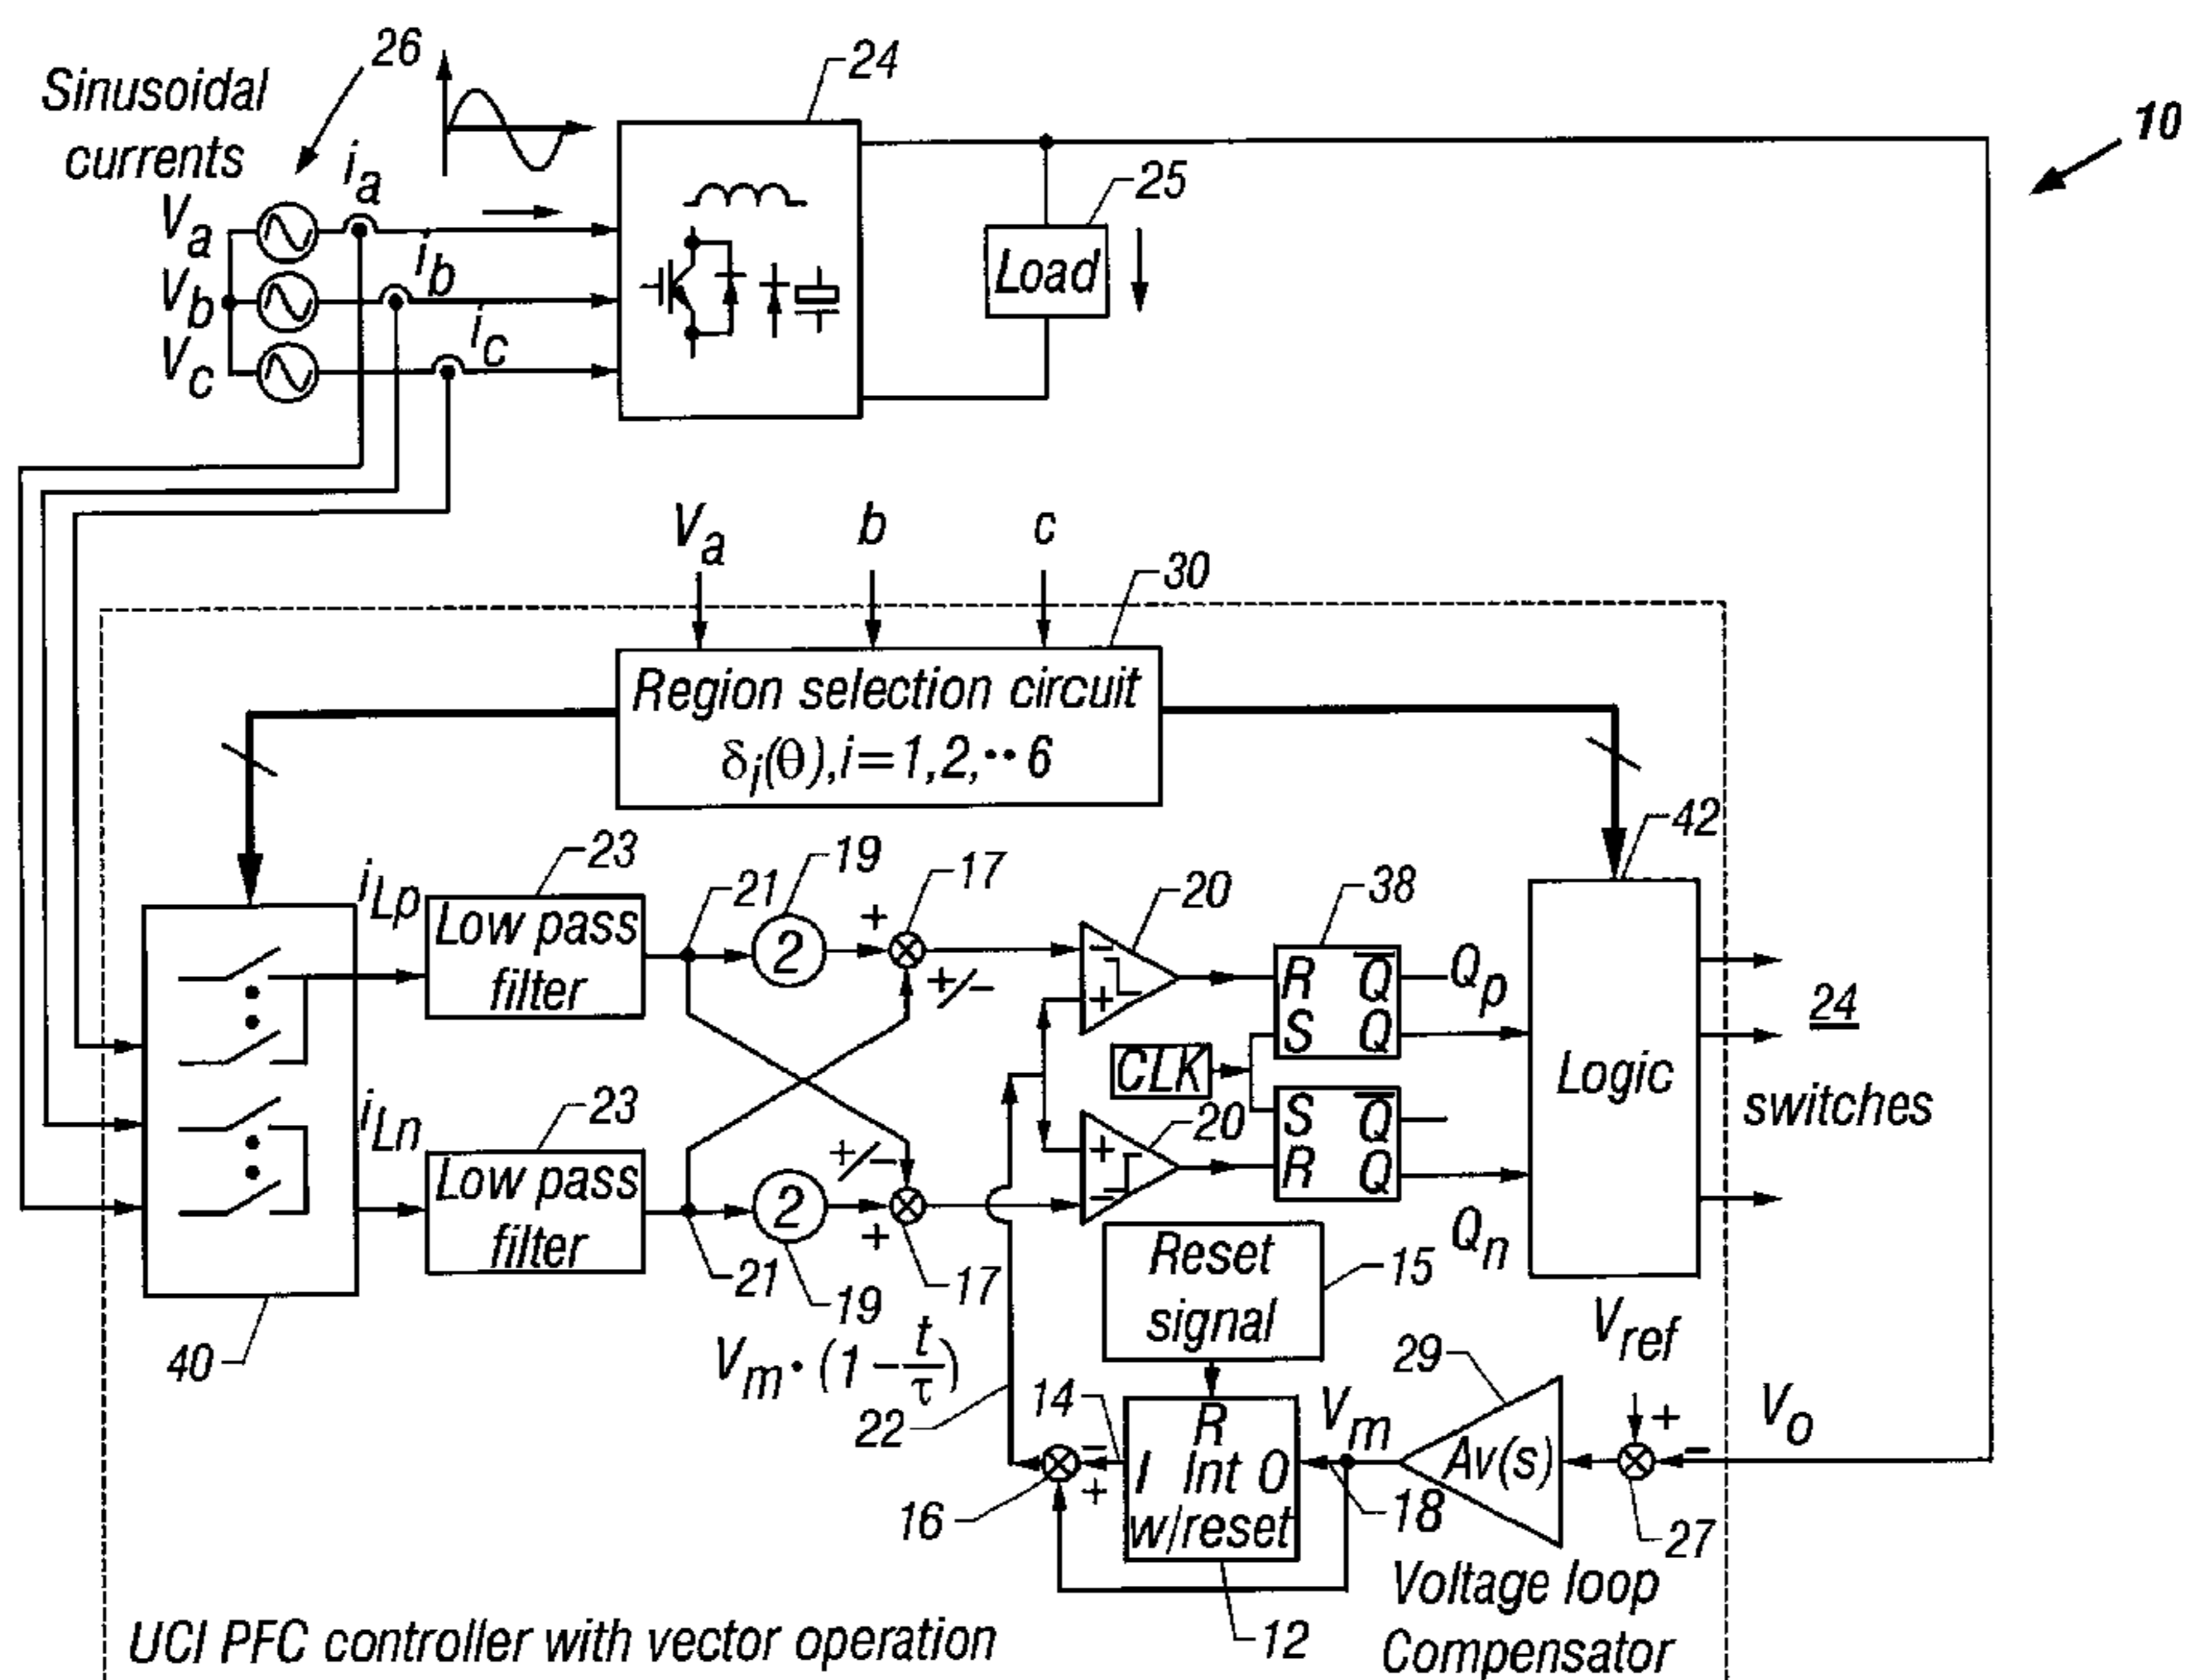 26
24
10
Sinusoidal
currents
ia
25
Va
Load
ib
Vb
ic
Vc
Va
b
c
30
Region selection circuit
δi(θ),i=1,2,••6
42
iLp
23
19
17
Low pass
filter
21
2
+
+/−
20
−
+
38
R Q̅
S Q
Qp
24
CLK
Logic
switches
iLn
23
Low pass
filter
21
2
19
+/−
+
17
20
+
−
S Q̅
R Q
Qn
40
Reset
signal
15
Vref
Vm•(1−t/τ)
22
14
29
Vm
+
−
Vo
R
I Int O
w/reset
−
+
16
18
Av(s)
27
12
Voltage loop
Compensator
UCI PFC controller with vector operation